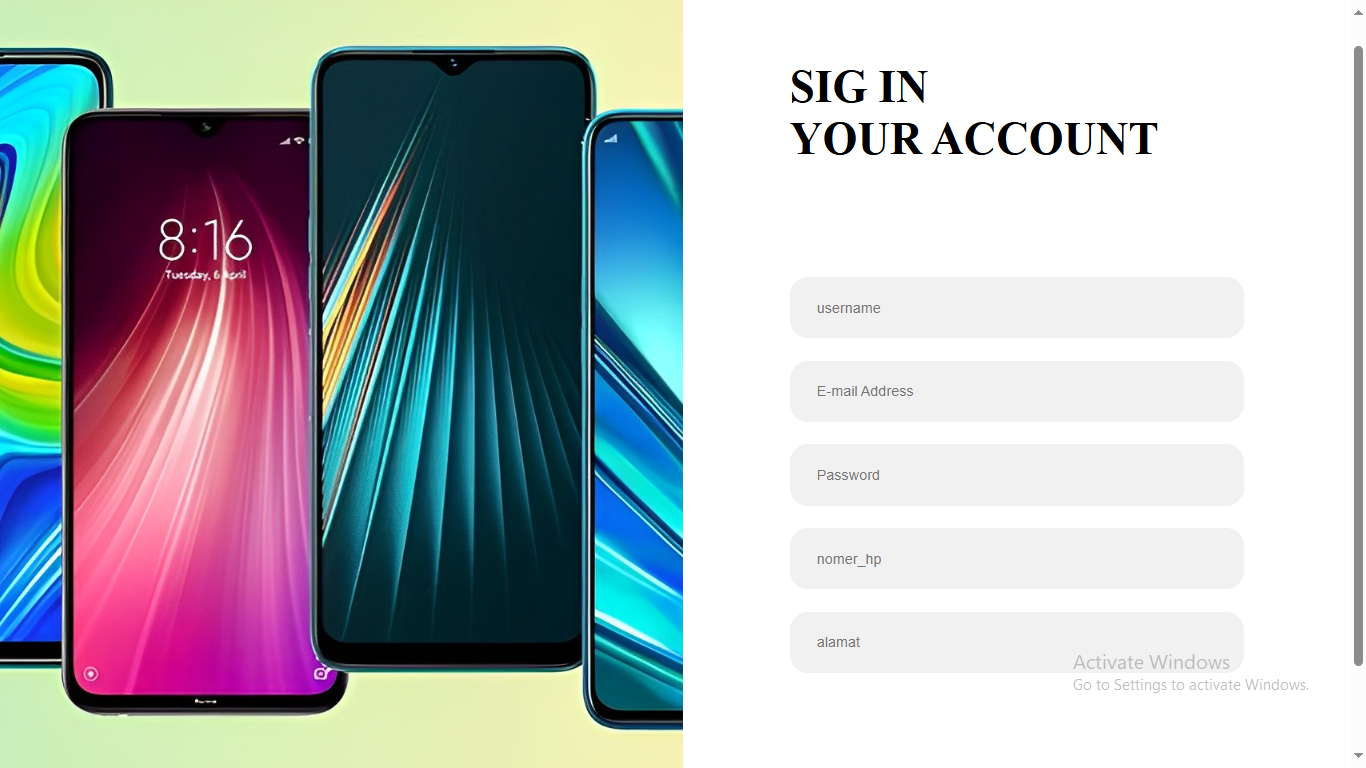 8:16
Tuesday, 6 April
SIG IN
YOUR ACCOUNT
username
E-mail Address
Password
nomer_hp
alamat
Activate Windows
Go to Settings to activate Windows.